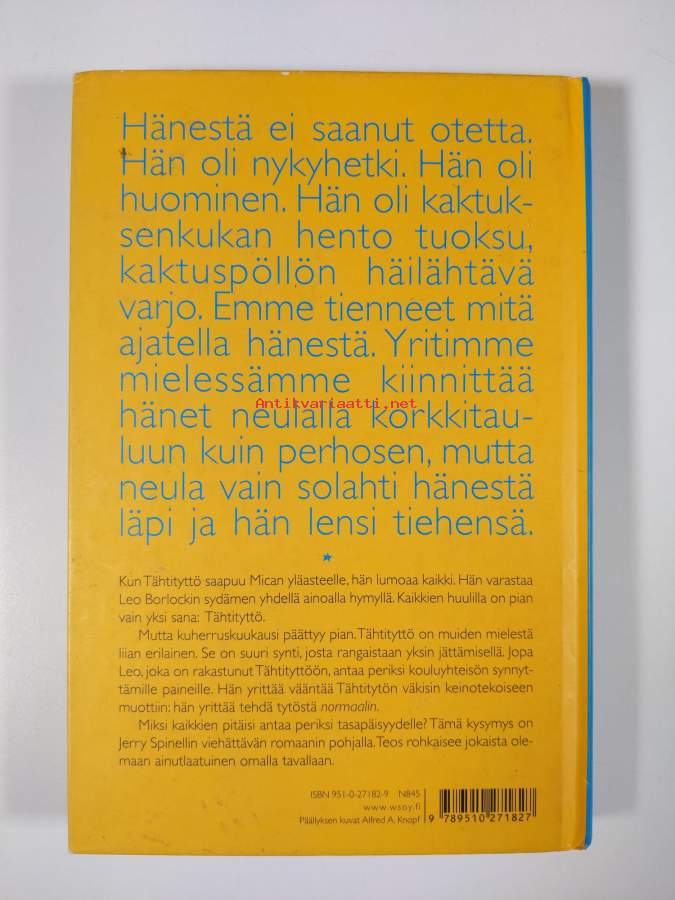 Hänestä ei saanut otetta.
Hän oli nykyhetki. Hän oli
huominen. Hän oli kaktuk-
senkukan hento tuoksu,
kaktuspöllön häilähtävä
varjo. Emme tienneet mitä
ajatella hänestä. Yritimme
mielessämme kiinnittää
Antikvariaatti.net
hänet neulalla korkkitau-
luun kuin perhosen, mutta
neula vain solahti hänestä
läpi ja hän lensi tiehensä.
Kun Tähtityttö saapuu Mican yläasteelle, hän lumoaa kaikki. Hän varastaa
Leo Borlockin sydämen yhdellä ainoalla hymyllä. Kaikkien huulilla on pian
vain yksi sana: Tähtityttö.
Mutta kuherruskuukausi päättyy pian. Tähtityttö on muiden mielestä
liian erilainen. Se on suuri synti, josta rangaistaan yksin jättämisellä. Jopa
Leo, joka on rakastunut Tähtityttöön, antaa periksi kouluyhteisön synnyt-
tämille paineille. Hän yrittää vääntää Tähtitytön väkisin keinotekoiseen
muottiin: hän yrittää tehdä tytöstä normaalin.
Miksi kaikkien pitäisi antaa periksi tasapäisyydelle? Tämä kysymys on
Jerry Spinellin viehättävän romaanin pohjalla. Teos rohkaisee jokaista ole-
maan ainutlaatuinen omalla tavallaan.
ISBN 951-0-27182-9 N845
www.wsoy.fi
Päällyksen kuvat Alfred A. Knopf
9 789510 271827